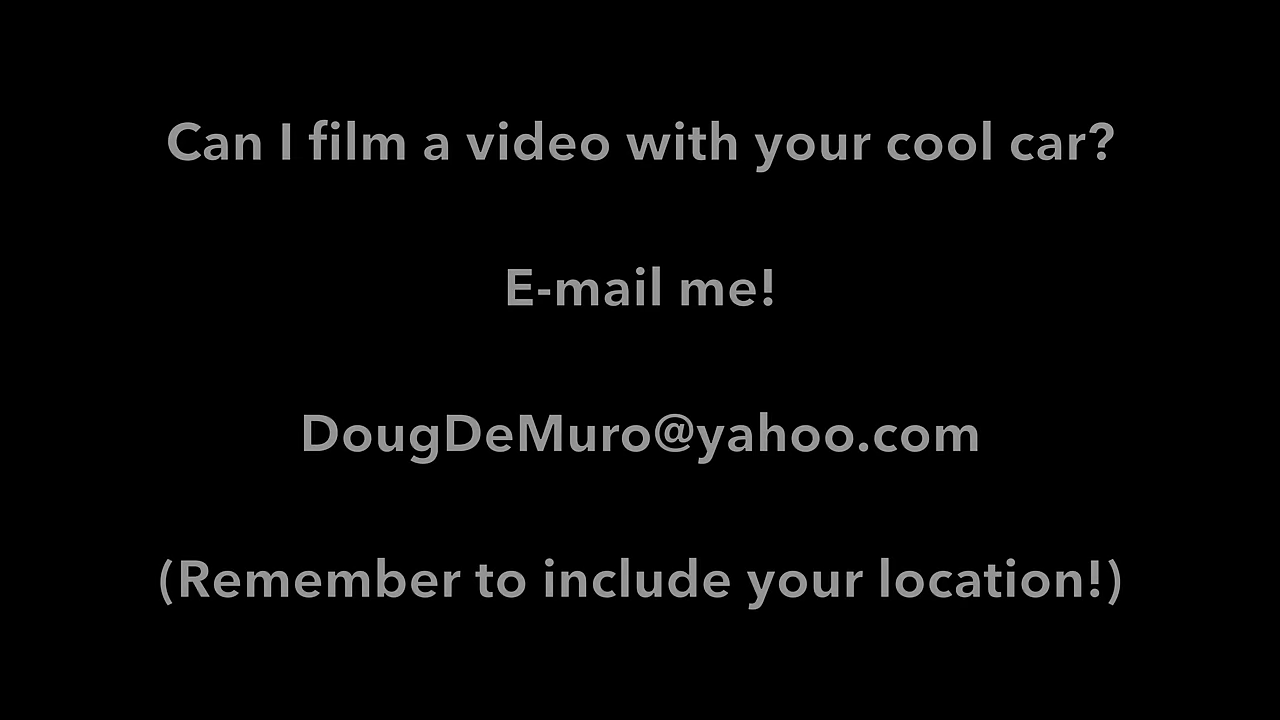 Can I film a video with your cool car?
E-mail me!
DougDeMuro@yahoo.com
(Remember to include your location!)